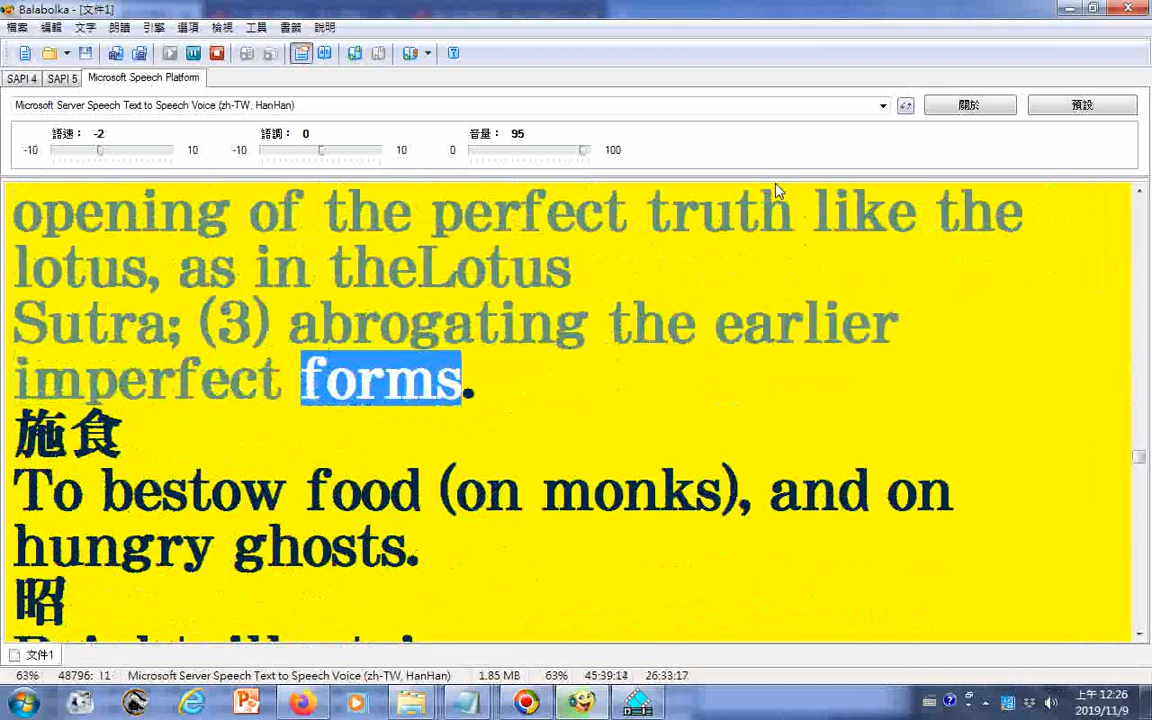 Balabolka - [文件1]
檔案 編輯 文字 朗讀 引擎 選項 檢視 工具 書籤 說明
SAPI 4 SAPI 5 Microsoft Speech Platform
Microsoft Server Speech Text to Speech Voice (zh-TW, HanHan) 關於 預設
語速： -2 語調： 0 音量： 95
-10 10 -10 10 0 100
opening of the perfect truth like the
lotus, as in theLotus
Sutra; (3) abrogating the earlier
imperfect forms.
施食
To bestow food (on monks), and on
hungry ghosts.
昭
文件1
63% 48796: 11 Microsoft Server Speech Text to Speech Voice (zh-TW, HanHan) 1.85 MB 63% 45:39:13 26:33:17
上午 12:26
2019/11/9